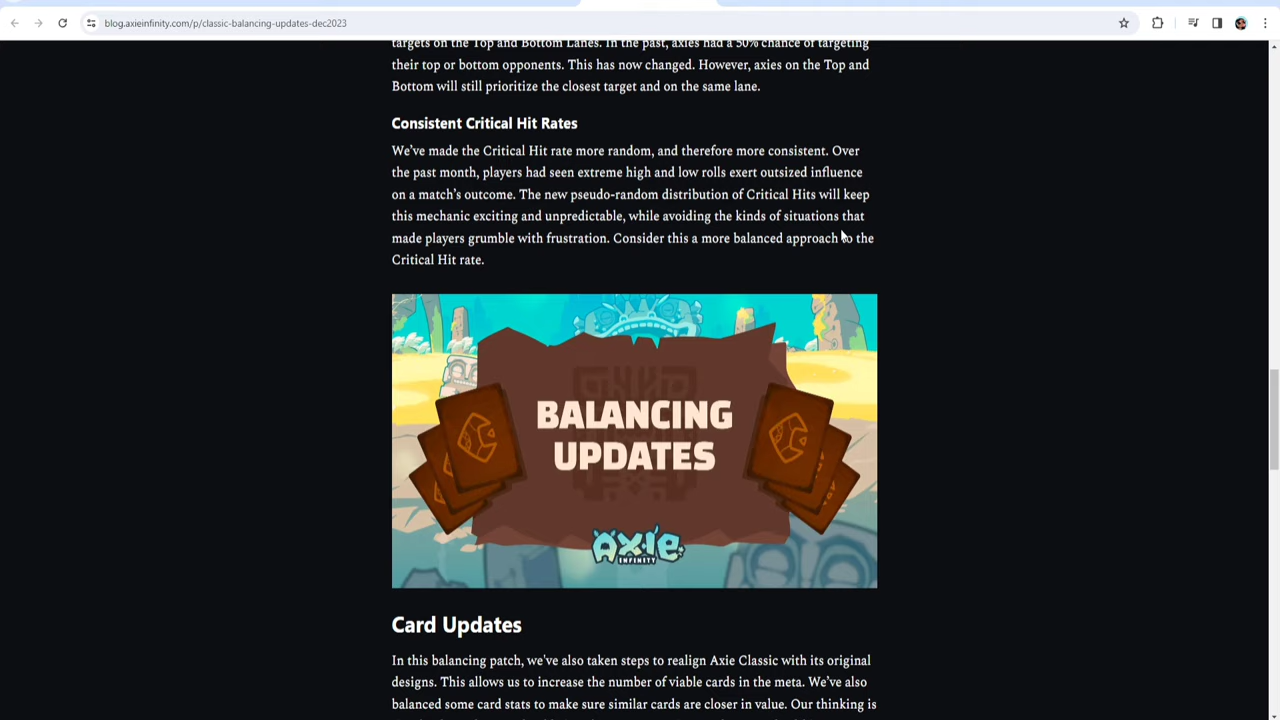 blog.axieinfinity.com/p/classic-balancing-updates-dec2023
targets on the Top and Bottom Lanes. In the past, axies had a 50% chance of targeting
their top or bottom opponents. This has now changed. However, axies on the Top and
Bottom will still prioritize the closest target and on the same lane.
Consistent Critical Hit Rates
We’ve made the Critical Hit rate more random, and therefore more consistent. Over
the past month, players had seen extreme high and low rolls exert outsized influence
on a match’s outcome. The new pseudo-random distribution of Critical Hits will keep
this mechanic exciting and unpredictable, while avoiding the kinds of situations that
made players grumble with frustration. Consider this a more balanced approach to the
Critical Hit rate.
BALANCING
UPDATES
AXIE
INFINITY
Card Updates
In this balancing patch, we've also taken steps to realign Axie Classic with its original
designs. This allows us to increase the number of viable cards in the meta. We’ve also
balanced some card stats to make sure similar cards are closer in value. Our thinking is